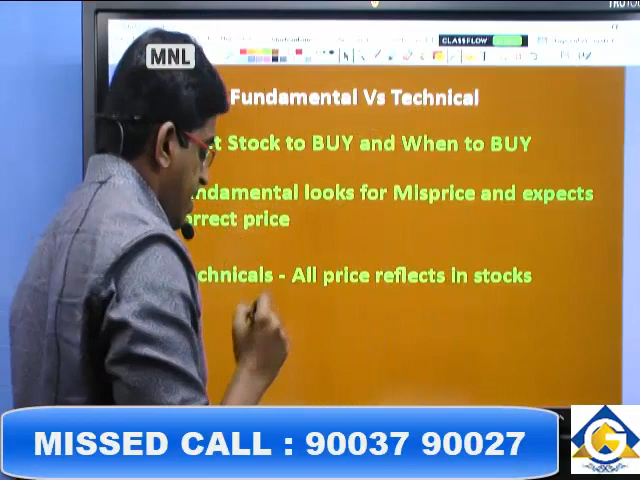 MNL
CLASSFLOW
Fundamental Vs Technical
Stock to BUY and When to BUY
ndamental looks for Misprice and expects
orrect price
chnicals - All price reflects in stocks
MISSED CALL : 90037 90027